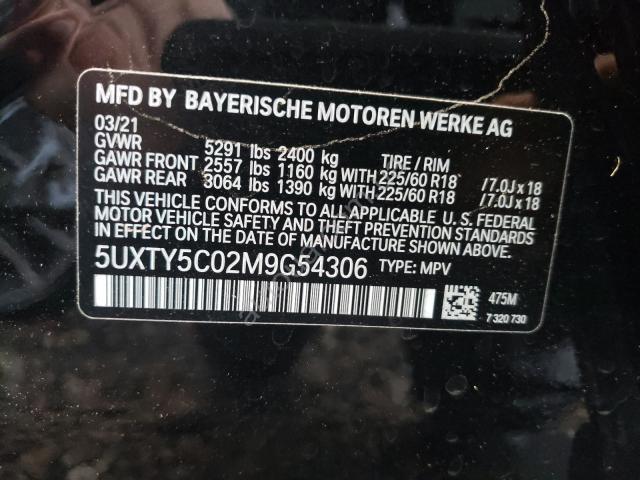 MFD BY BAYERISCHE MOTOREN WERKE AG
03/21
GVWR 5291 lbs 2400 kg TIRE / RIM
GAWR FRONT 2557 lbs 1160 kg WITH 225/60 R18 /7.0J x 18
GAWR REAR 3064 lbs 1390 kg WITH 225/60 R18 /7.0J x 18
THIS VEHICLE CONFORMS TO ALL APPLICABLE U. S. FEDERAL
MOTOR VEHICLE SAFETY AND THEFT PREVENTION STANDARDS
IN EFFECT ON THE DATE OF MANUFACTURE SHOWN ABOVE.
5UXTY5C02M9G54306 TYPE: MPV
475M
7 320 730